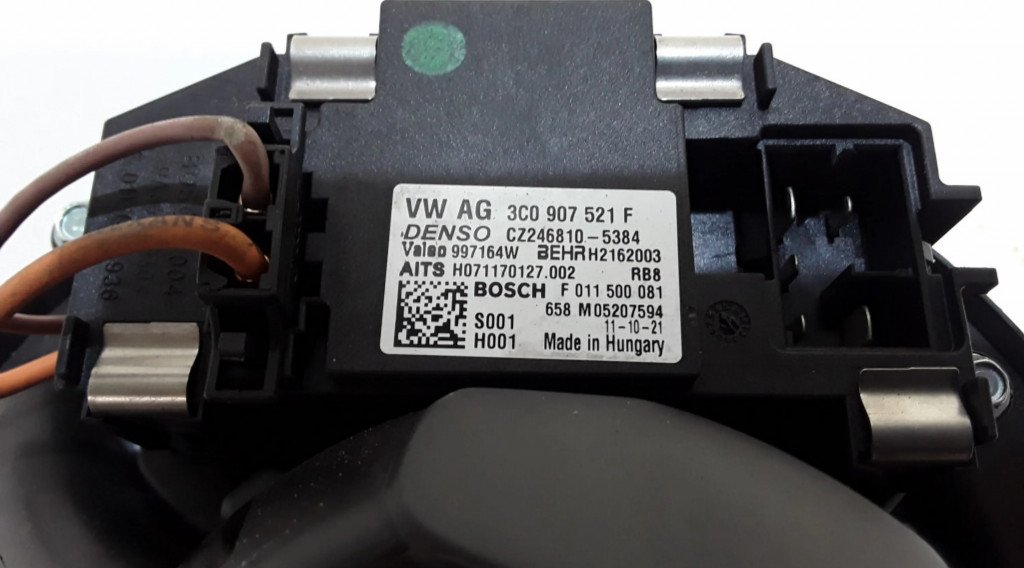 VW AG 3C0 907 521 F
DENSO CZ246810-5384
Valeo 997164W BEHR H2162003
AITS H071170127.002 RB8
BOSCH F 011 500 081
658 M05207594
S001 11-10-21
H001 Made in Hungary